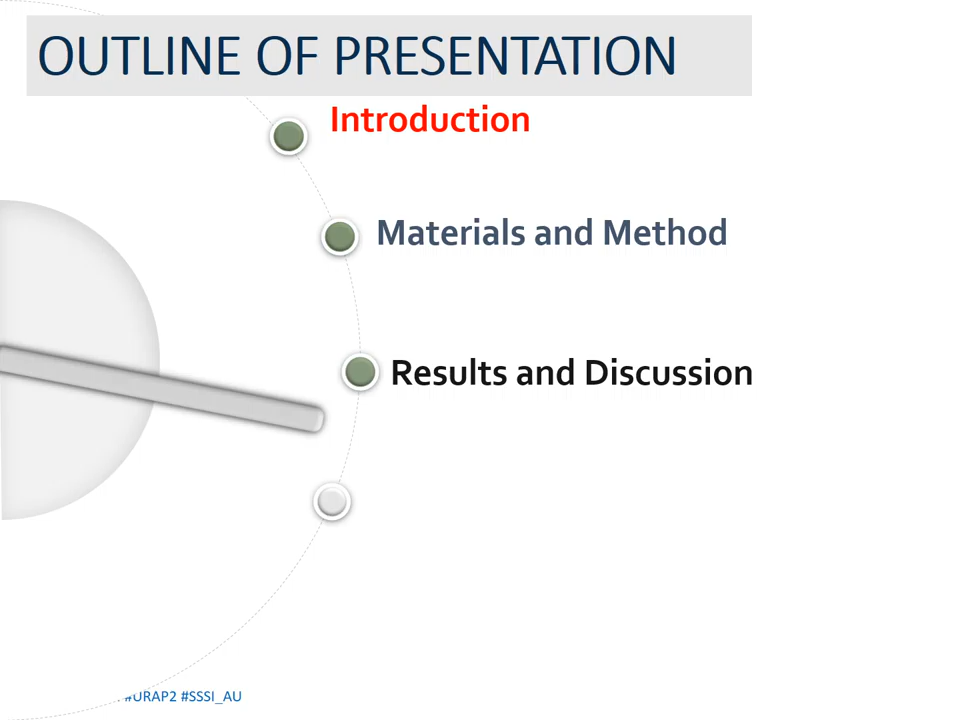 OUTLINE OF PRESENTATION
Introduction
Materials and Method
Results and Discussion
#URAP2 #SSSI_AU